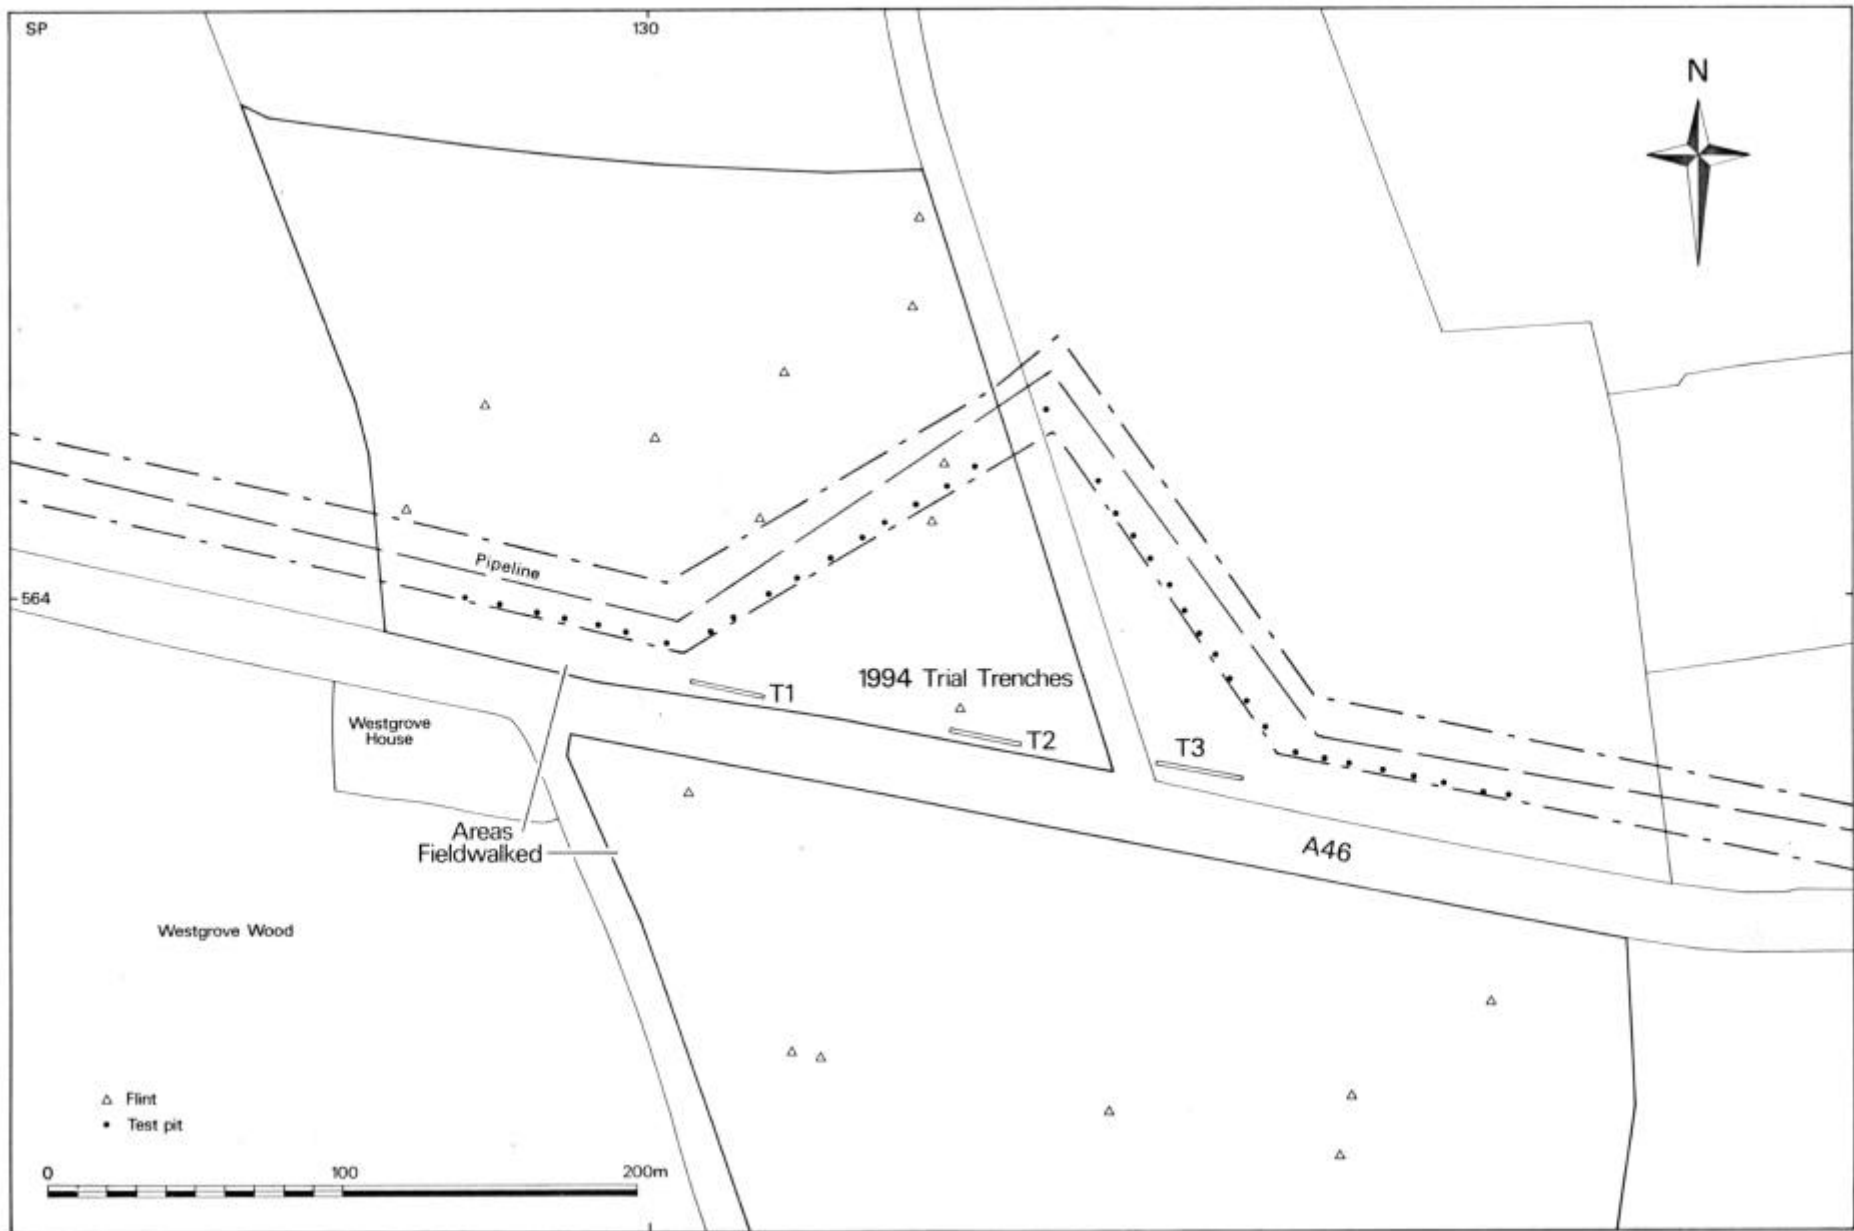 SP
130
N
Pipeline
564
1994 Trial Trenches
T1
T2
T3
Westgrove
House
Areas
Fieldwalked
A46
Westgrove Wood
△ Flint
• Test pit
0 100 200m